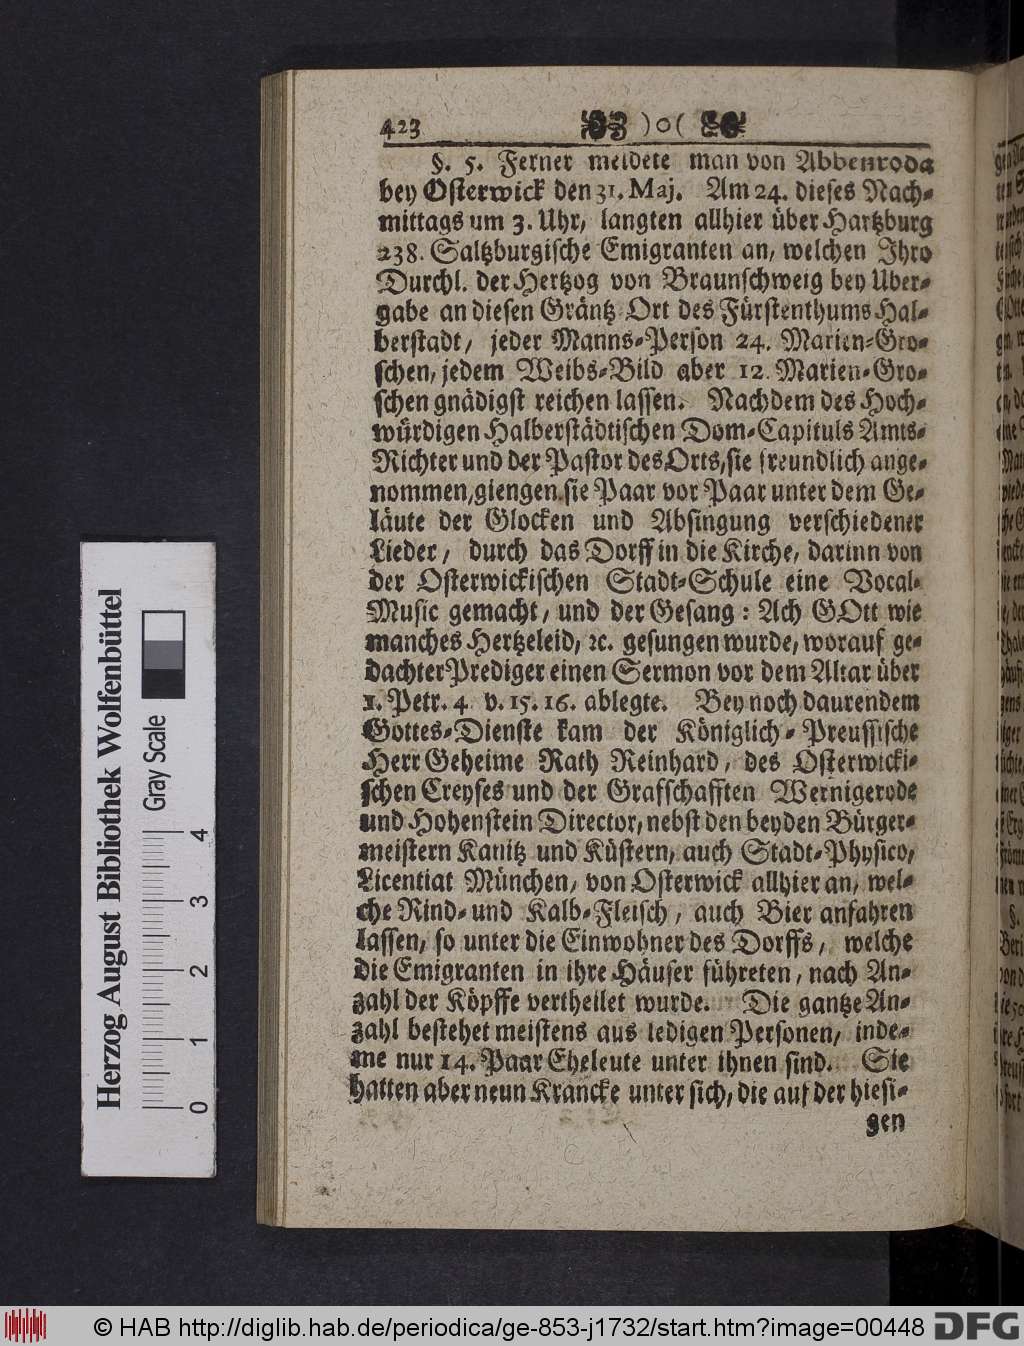 423 )o(
§. 5. Ferner meldete man von Abbenroda
bey Osterwick den 31. Maj. Am 24. dieses Nach-
mittags um 3. Uhr, langten allhier über Hartzburg
238. Saltzburgische Emigranten an, welchen Ihro
Durchl. der Hertzog von Braunschweig bey Uber-
gabe an diesen Gräntz-Ort des Fürstenthums Hal-
berstadt, jeder Manns-Person 24. Marien-Gro-
schen, jedem Weibs-Bild aber 12. Marien-Gro-
schen gnädigst reichen lassen. Nachdem des Hoch-
würdigen Halberstädtischen Dom-Capituls Amts-
Richter und der Pastor des Orts, sie freundlich ange-
nommen, giengen sie Paar vor Paar unter dem Ge-
läute der Glocken und Absingung verschiedener
Lieder, durch das Dorff in die Kirche, darinn von
der Osterwickischen Stadt-Schule eine Vocal-
Music gemacht, und der Gesang: Ach GOtt wie
manches Hertzeleid, ꝛc. gesungen wurde, worauf ge-
dachter Prediger einen Sermon vor dem Altar über
1. Petr. 4. v. 15. 16. ablegte. Bey noch daurendem
Gottes-Dienste kam der Königlich-Preussische
Herr Geheime Rath Reinhard, des Osterwicki-
schen Creyses und der Grafschafften Wernigerode
und Hohenstein Director, nebst den beyden Bürger-
meistern Kanitz und Küstern, auch Stadt-Physico,
Licentiat München, von Osterwick allhier an, wel-
che Rind- und Kalb-Fleisch, auch Bier anfahren
lassen, so unter die Einwohner des Dorffs, welche
die Emigranten in ihre Häuser führeten, nach An-
zahl der Köpffe vertheilet wurde. Die gantze An-
zahl bestehet meistens aus ledigen Personen, inde-
me nur 14. Paar Eheleute unter ihnen sind. Sie
hatten aber neun Krancke unter sich, die auf der hiesi-
gen
Herzog August Bibliothek Wolfenbüttel
Gray Scale
0 1 2 3 4
© HAB http://diglib.hab.de/periodica/ge-853-j1732/start.htm?image=00448 DFG